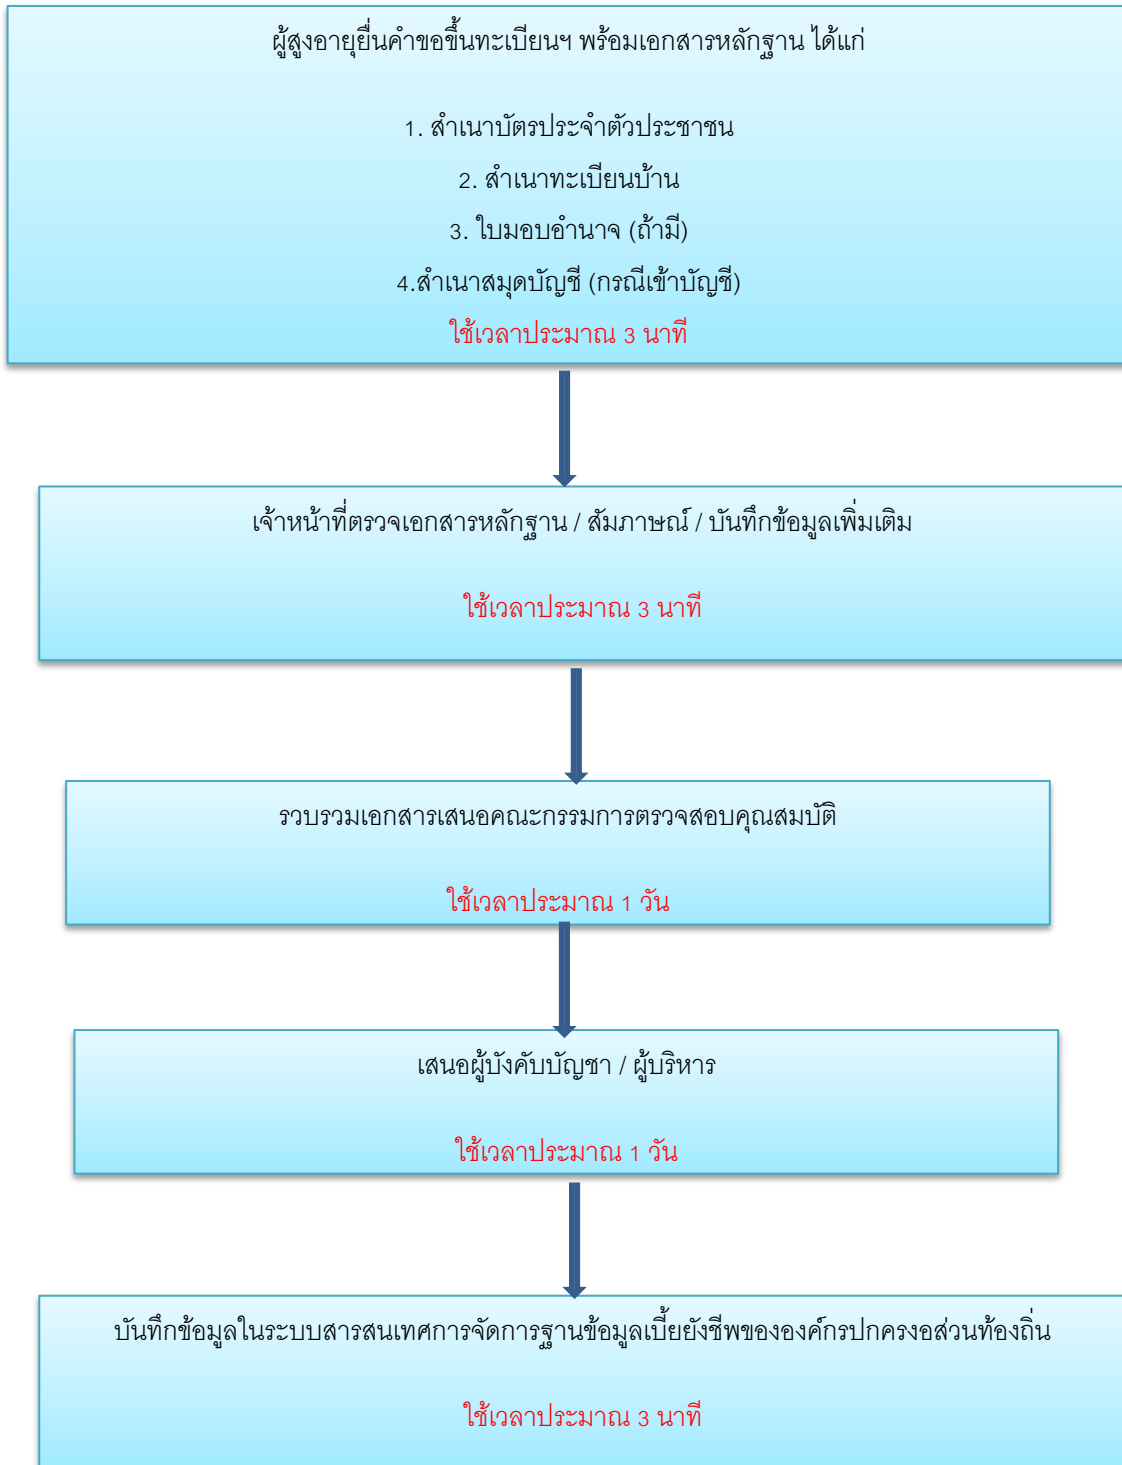 ผู้สูงอายุยื่นคำขอขึ้นทะเบียนฯ พร้อมเอกสารหลักฐาน ได้แก่
1. สำเนาบัตรประจำตัวประชาชน
2. สำเนาทะเบียนบ้าน
3. ใบมอบอำนาจ (ถ้ามี)
4.สำเนาสมุดบัญชี (กรณีเข้าบัญชี)
ใช้เวลาประมาณ 3 นาที
เจ้าหน้าที่ตรวจเอกสารหลักฐาน / สัมภาษณ์ / บันทึกข้อมูลเพิ่มเติม
ใช้เวลาประมาณ 3 นาที
รวบรวมเอกสารเสนอคณะกรรมการตรวจสอบคุณสมบัติ
ใช้เวลาประมาณ 1 วัน
เสนอผู้บังคับบัญชา / ผู้บริหาร
ใช้เวลาประมาณ 1 วัน
บันทึกข้อมูลในระบบสารสนเทศการจัดการฐานข้อมูลเบี้ยยังชีพขององค์กรปกครงอส่วนท้องถิ่น
ใช้เวลาประมาณ 3 นาที